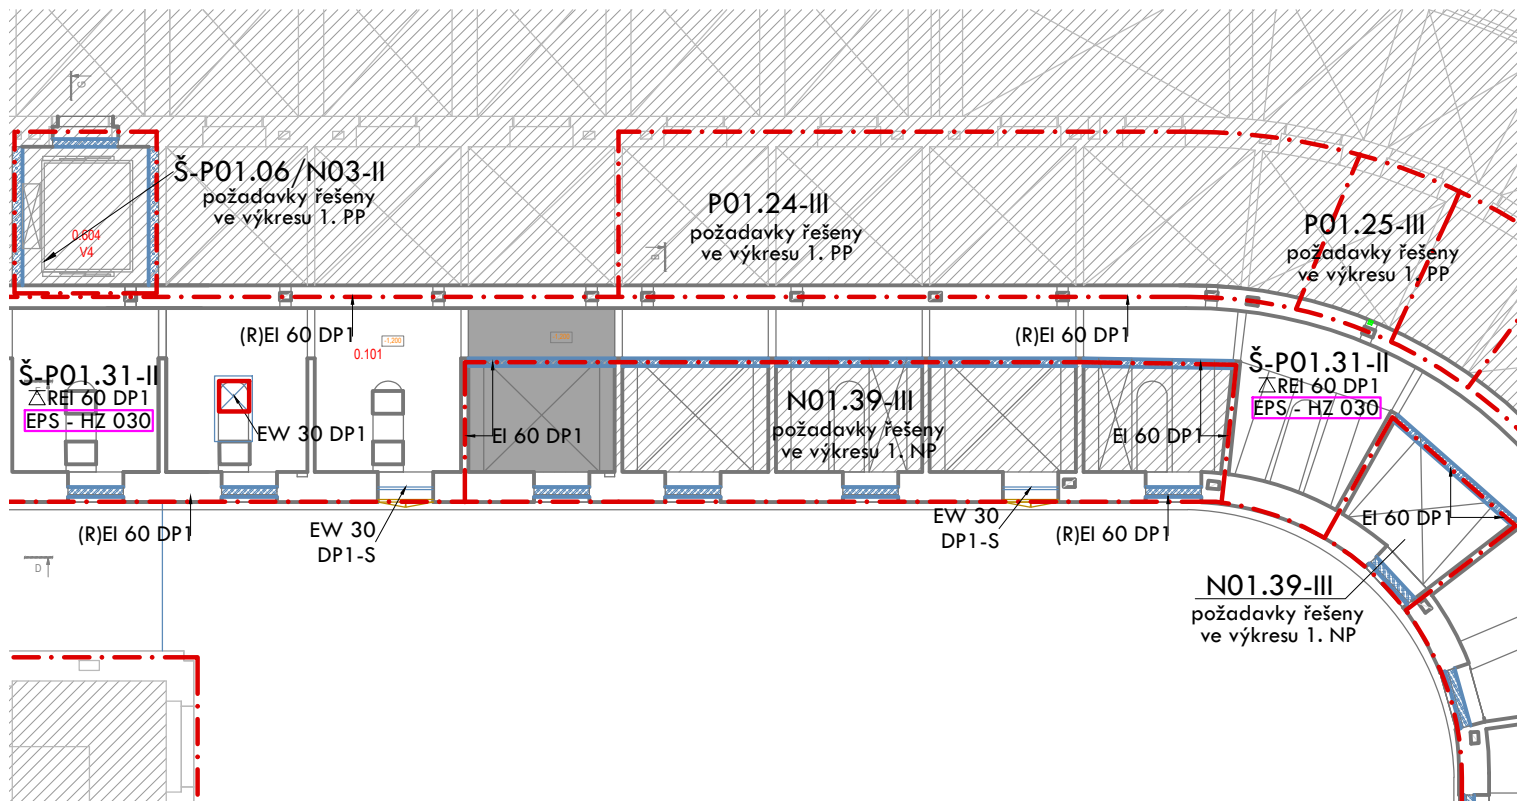 G
Š-P01.06/N03-II
požadavky řešeny
ve výkresu 1. PP
0.604
V4
P01.24-III
požadavky řešeny
ve výkresu 1. PP
P01.25-III
požadavky řešeny
ve výkresu 1. PP
(R)EI 60 DP1
(R)EI 60 DP1
-1,200
0.101
Š-P01.31-II
REI 60 DP1
EPS - HZ 030
EW 30 DP1
EI 60 DP1
N01.39-III
požadavky řešeny
ve výkresu 1. NP
EI 60 DP1
Š-P01.31-II
REI 60 DP1
EPS - HZ 030
EI 60 DP1
(R)EI 60 DP1
EW 30
DP1-S
EW 30
DP1-S
(R)EI 60 DP1
D
N01.39-III
požadavky řešeny
ve výkresu 1. NP